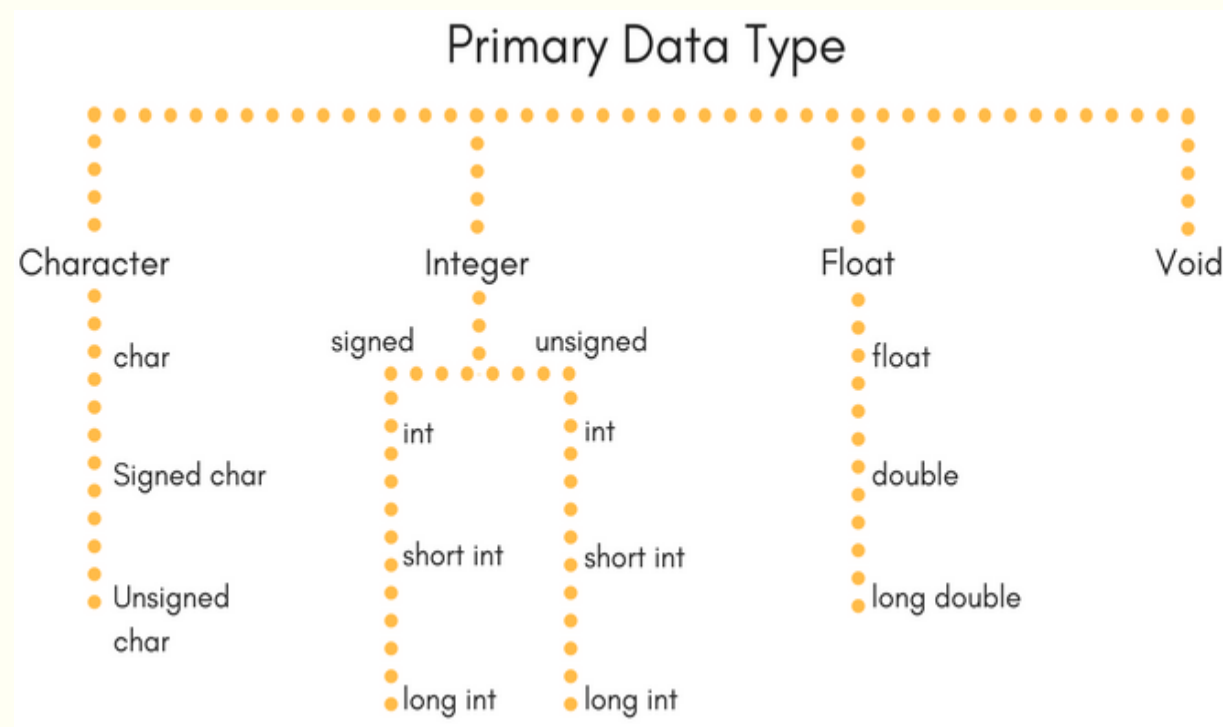 Primary Data Type
Character
Integer
Float
Void
char
Signed char
Unsigned
char
signed
int
short int
long int
unsigned
int
short int
long int
float
double
long double